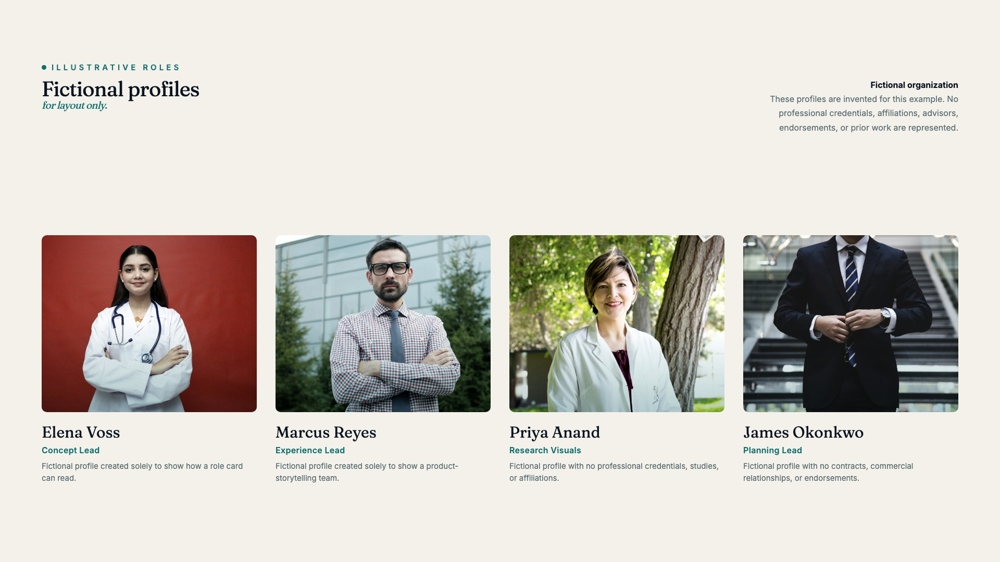 ILLUSTRATIVE ROLES
Fictional profiles
for layout only.
Fictional organization
These profiles are invented for this example. No
professional credentials, affiliations, advisors,
endorsements, or prior work are represented.
Elena Voss
Concept Lead
Fictional profile created solely to show how a role card
can read.
Marcus Reyes
Experience Lead
Fictional profile created solely to show a product-
storytelling team.
Priya Anand
Research Visuals
Fictional profile with no professional credentials, studies,
or affiliations.
James Okonkwo
Planning Lead
Fictional profile with no contracts, commercial
relationships, or endorsements.